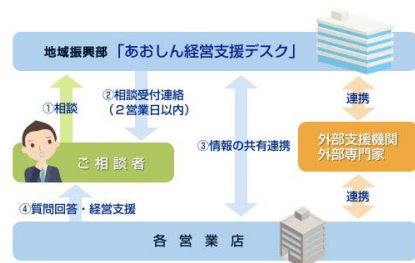 地域振興部「あおしん経営支援デスク」
①相談
②相談受付連絡
（２営業日以内）
連携
③情報の共有連携
外部支援機関
外部専門家
ご相談者
連携
④質問回答・経営支援
各営業店